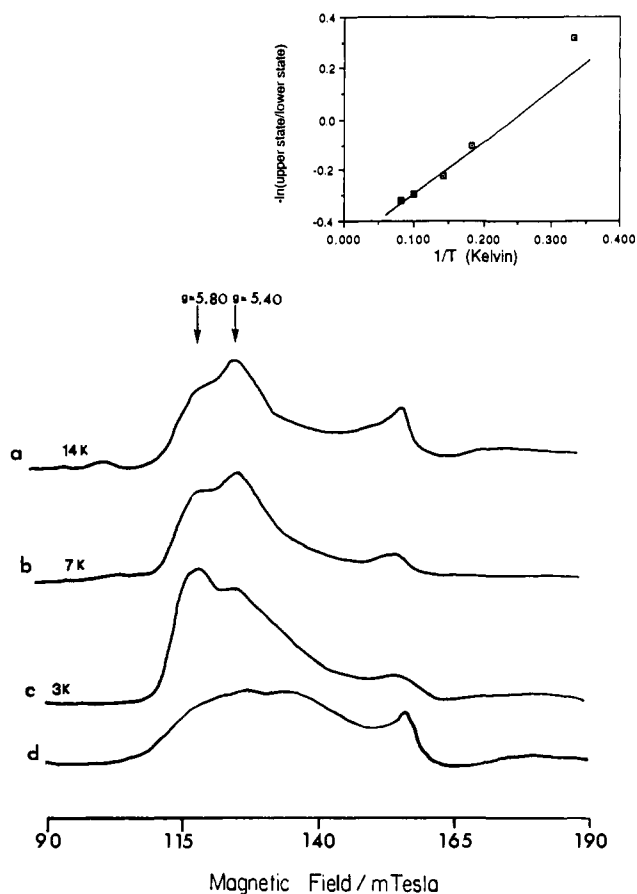 -ln(upper state/lower state)
0.4
0.2
0.0
-0.2
-0.4
0.000 0.100 0.200 0.300 0.400
1/T (Kelvin)
g=5.80 g=5.40
a 14K
b 7K
c 3K
d
90 115 140 165 190
Magnetic Field / mTesla